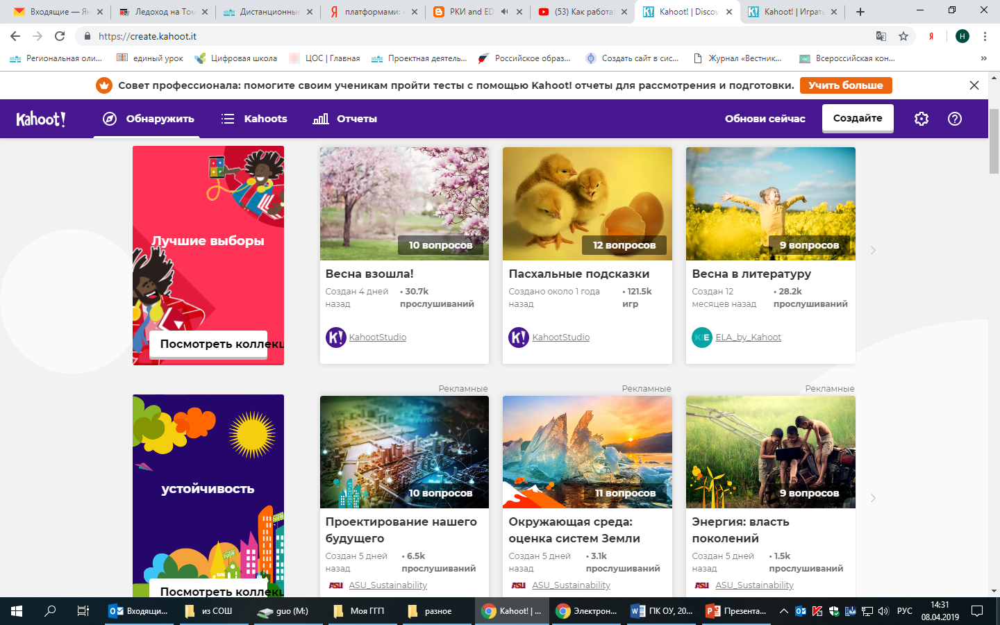 Входящие — Ян
Ледоход на Том
Дистанционные
платформами: «
РКИ and ED
(53) Как работат
Kahoot! | Discov
Kahoot! | Играть
https://create.kahoot.it
Региональная оли...
единый урок
Цифровая школа
ЦОС | Главная
Проектная деятель...
Российское образ...
Создать сайт в сис...
Журнал «Вестник...
Всероссийская кон...
Совет профессионала: помогите своим ученикам пройти тесты с помощью Kahoot! отчеты для рассмотрения и подготовки.
Учить больше
Kahoot!
Обнаружить
Kahoots
Отчеты
Обнови сейчас
Создайте
Лучшие выборы
Посмотреть коллекц
10 вопросов
Весна взошла!
Создан 4 дней
назад
• 30.7k
прослушиваний
K!
KahootStudio
12 вопросов
Пасхальные подсказки
Создано около 1 года
назад
• 121.5k
игр
K!
KahootStudio
9 вопросов
Весна в литературу
Создан 12
месяцев назад
• 28.2k
прослушиваний
K!E
ELA_by_Kahoot
устойчивость
Посмотреть коллекц
Рекламные
10 вопросов
Проектирование нашего
будущего
Создан 5 дней
назад
• 6.5k
прослушиваний
ASU
ASU_Sustainability
Рекламные
11 вопросов
Окружающая среда:
оценка систем Земли
Создан 5 дней
назад
• 3.1k
прослушиваний
ASU
ASU_Sustainability
Рекламные
9 вопросов
Энергия: власть
поколений
Создан 5 дней
назад
• 1.5k
прослушиваний
ASU
ASU_Sustainability
Входящи...
из СОШ
guo (M:)
Моя ГГП
разное
Kahoot! | ...
Электрон...
ПК ОУ, 20...
Презента...
РУС
14:31
08.04.2019